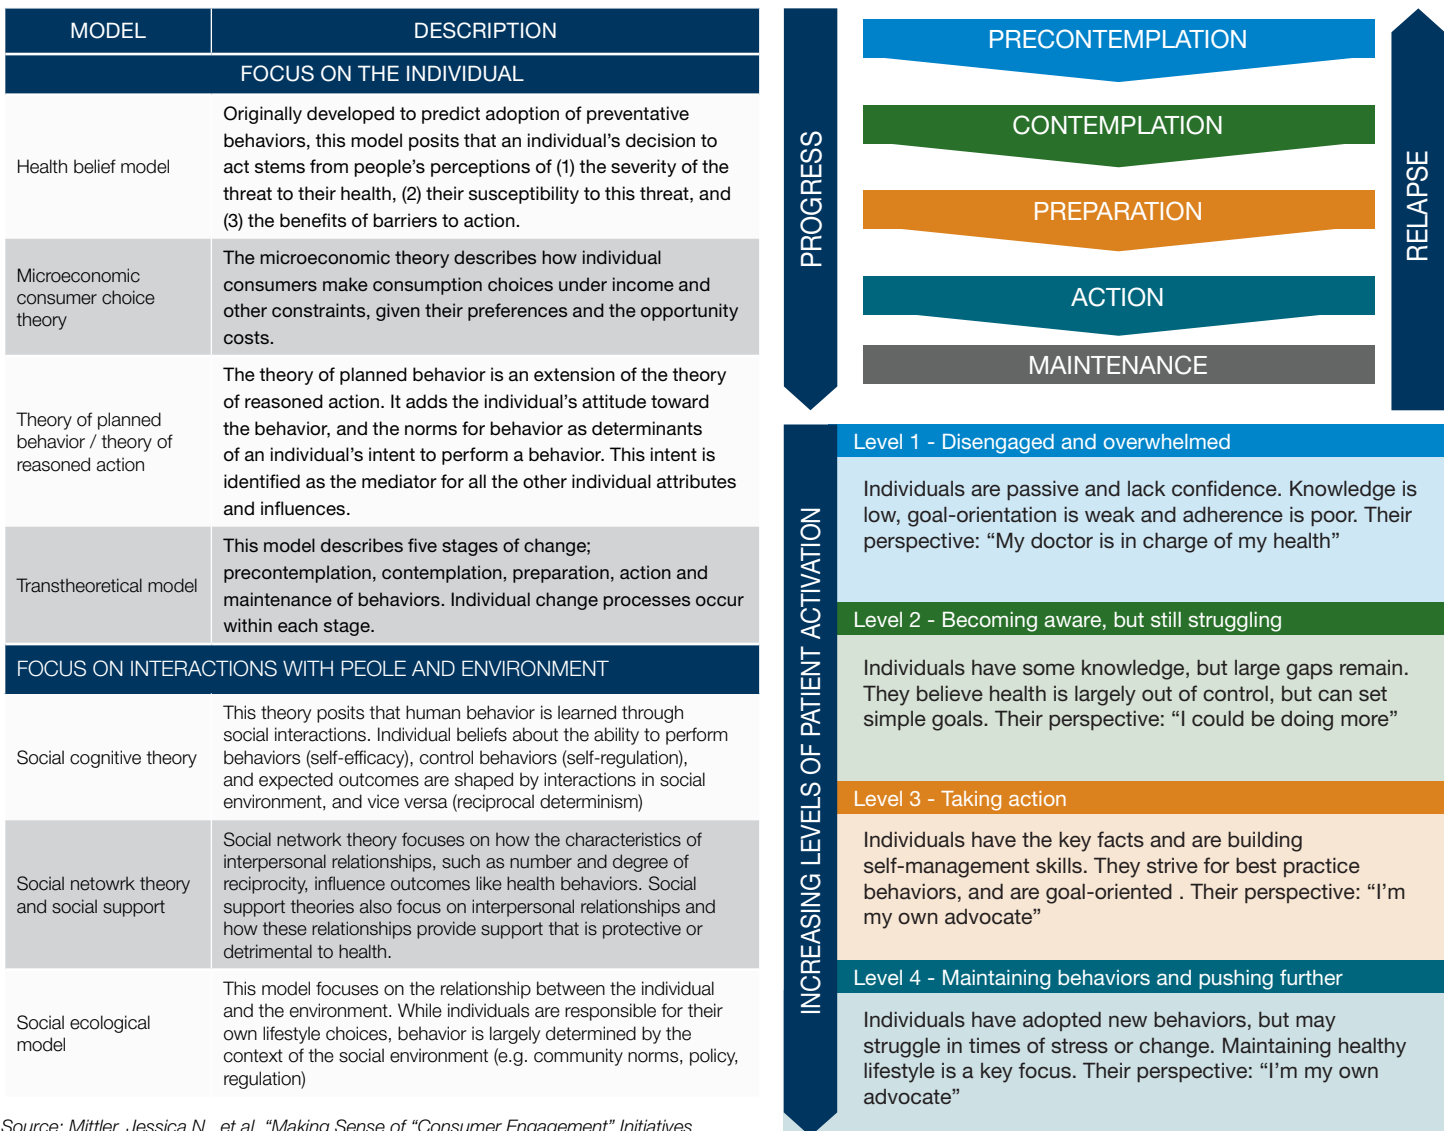 MODEL
DESCRIPTION
FOCUS ON THE INDIVIDUAL
Health belief model
Originally developed to predict adoption of preventative
behaviors, this model posits that an individual’s decision to
act stems from people’s perceptions of (1) the severity of the
threat to their health, (2) their susceptibility to this threat, and
(3) the benefits of barriers to action.
Microeconomic
consumer choice
theory
The microeconomic theory describes how individual
consumers make consumption choices under income and
other constraints, given their preferences and the opportunity
costs.
Theory of planned
behavior / theory of
reasoned action
The theory of planned behavior is an extension of the theory
of reasoned action. It adds the individual’s attitude toward
the behavior, and the norms for behavior as determinants
of an individual’s intent to perform a behavior. This intent is
identified as the mediator for all the other individual attributes
and influences.
Transtheoretical model
This model describes five stages of change;
precontemplation, contemplation, preparation, action and
maintenance of behaviors. Individual change processes occur
within each stage.
FOCUS ON INTERACTIONS WITH PEOLE AND ENVIRONMENT
Social cognitive theory
This theory posits that human behavior is learned through
social interactions. Individual beliefs about the ability to perform
behaviors (self-efficacy), control behaviors (self-regulation),
and expected outcomes are shaped by interactions in social
environment, and vice versa (reciprocal determinism)
Social netowrk theory
and social support
Social network theory focuses on how the characteristics of
interpersonal relationships, such as number and degree of
reciprocity, influence outcomes like health behaviors. Social
support theories also focus on interpersonal relationships and
how these relationships provide support that is protective or
detrimental to health.
Social ecological
model
This model focuses on the relationship between the individual
and the environment. While individuals are responsible for their
own lifestyle choices, behavior is largely determined by the
context of the social environment (e.g. community norms, policy,
regulation)
Source: Mittler, Jessica N., et al. “Making Sense of “Consumer Engagement” Initiatives
PROGRESS
PRECONTEMPLATION
CONTEMPLATION
PREPARATION
ACTION
MAINTENANCE
RELAPSE
INCREASING LEVELS OF PATIENT ACTIVATION
Level 1 - Disengaged and overwhelmed
Individuals are passive and lack confidence. Knowledge is
low, goal-orientation is weak and adherence is poor. Their
perspective: “My doctor is in charge of my health”
Level 2 - Becoming aware, but still struggling
Individuals have some knowledge, but large gaps remain.
They believe health is largely out of control, but can set
simple goals. Their perspective: “I could be doing more”
Level 3 - Taking action
Individuals have the key facts and are building
self-management skills. They strive for best practice
behaviors, and are goal-oriented . Their perspective: “I’m
my own advocate”
Level 4 - Maintaining behaviors and pushing further
Individuals have adopted new behaviors, but may
struggle in times of stress or change. Maintaining healthy
lifestyle is a key focus. Their perspective: “I’m my own
advocate”